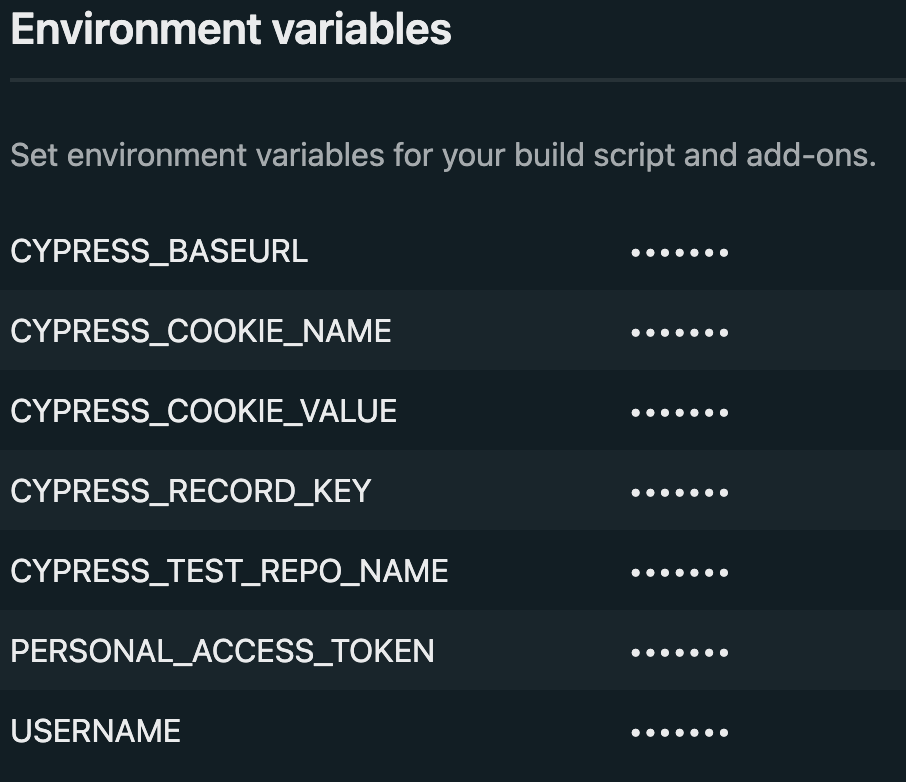 Environment variables
Set environment variables for your build script and add-ons.
CYPRESS_BASEURL •••••••
CYPRESS_COOKIE_NAME •••••••
CYPRESS_COOKIE_VALUE •••••••
CYPRESS_RECORD_KEY •••••••
CYPRESS_TEST_REPO_NAME •••••••
PERSONAL_ACCESS_TOKEN •••••••
USERNAME •••••••